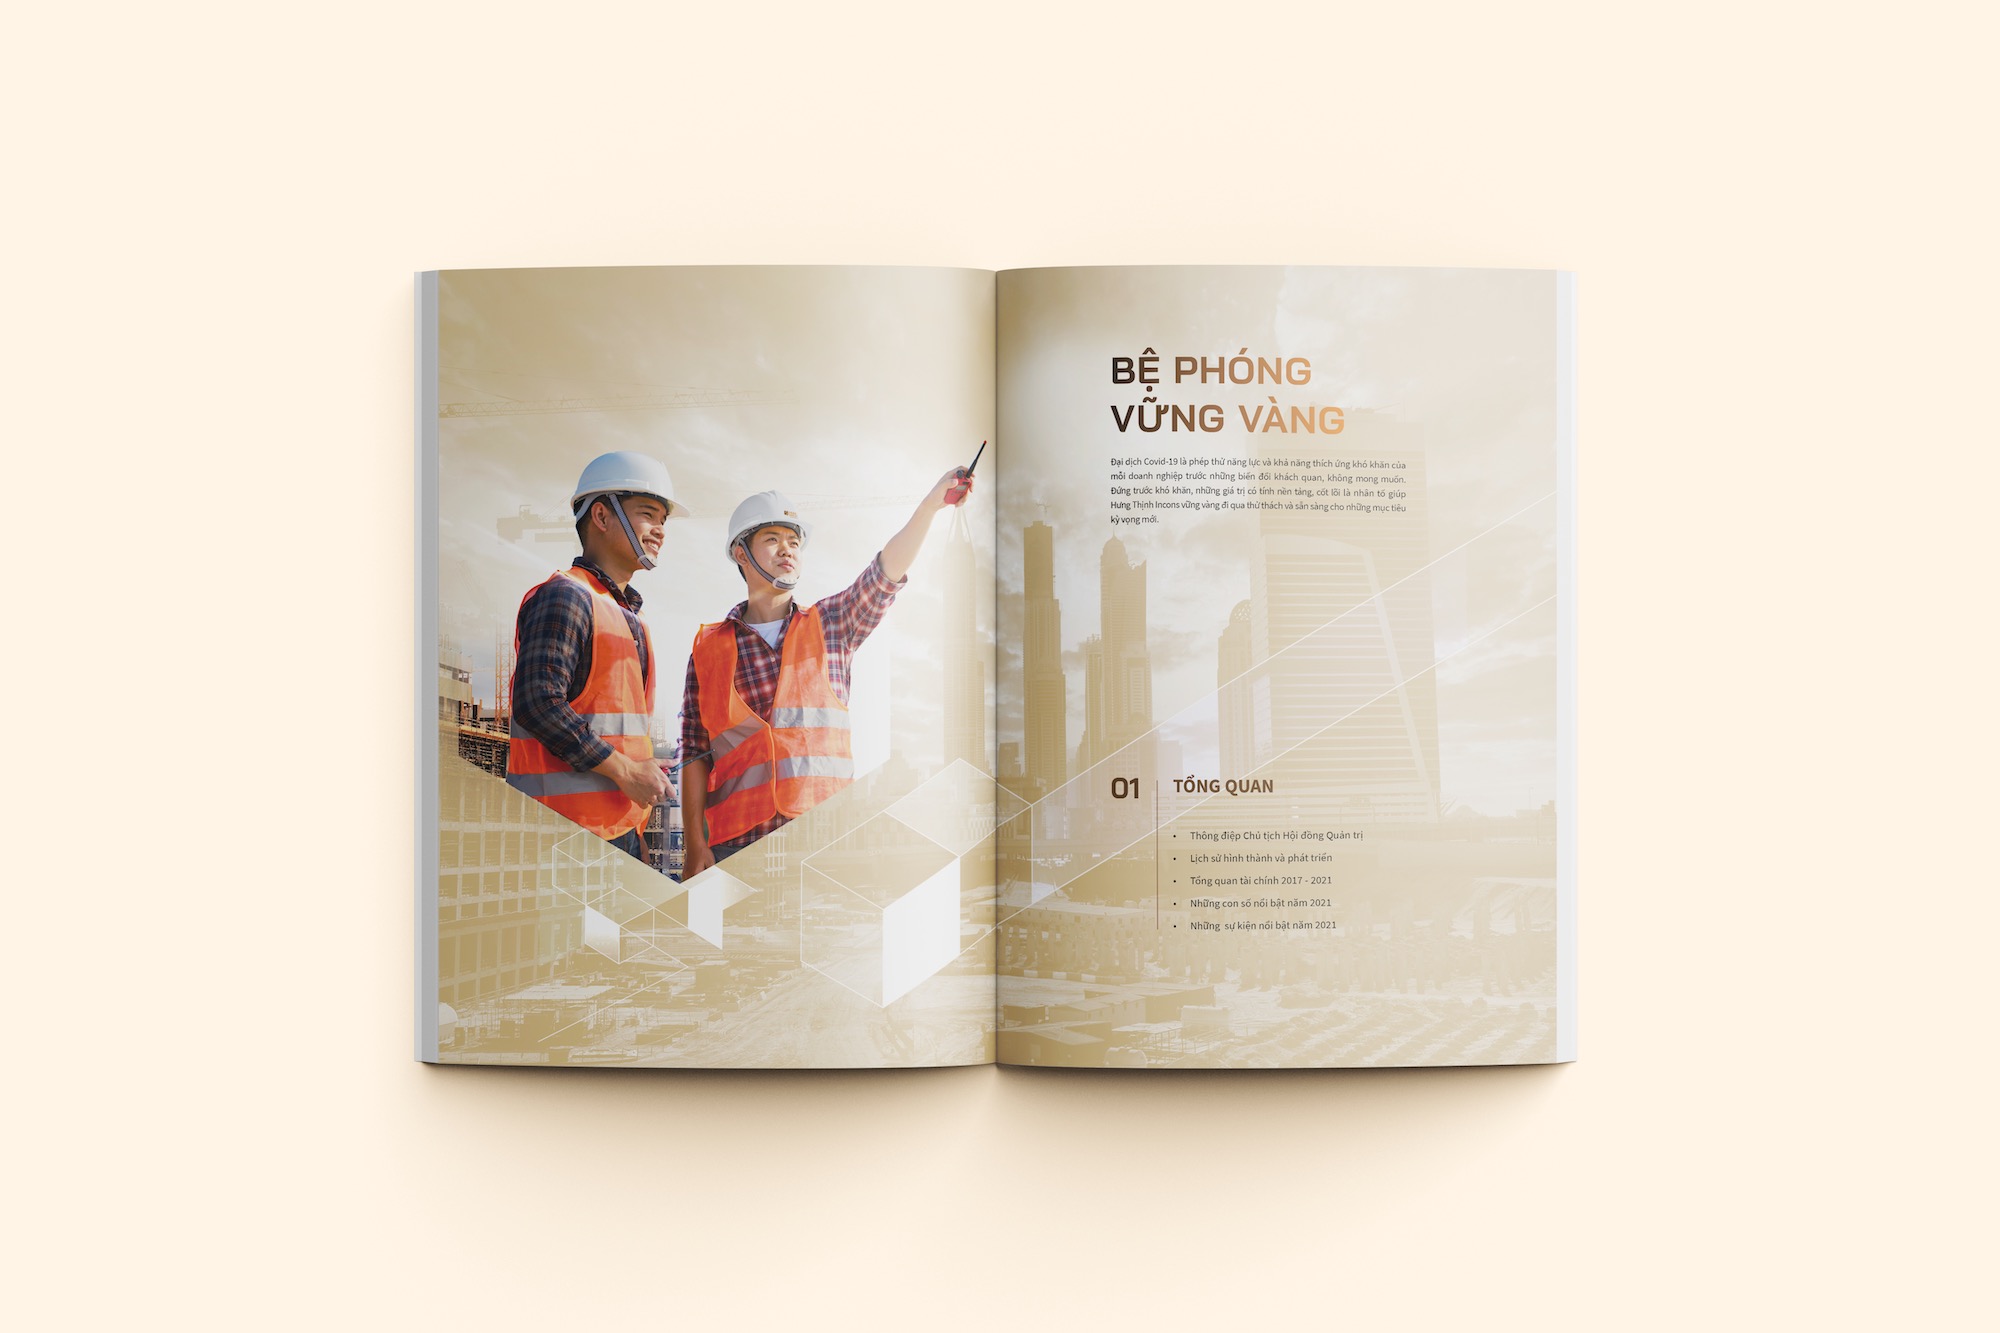 BỆ PHÓNG
VỮNG VÀNG
Đại dịch Covid-19 là phép thử năng lực và khả năng thích ứng khó khăn của
mỗi doanh nghiệp trước những biến đổi khách quan, không mong muốn.
Đứng trước khó khăn, những giá trị có tính nền tảng, cốt lõi là nhân tố giúp
Hưng Thịnh Incons vững vàng đi qua thử thách và sẵn sàng cho những mục tiêu
kỳ vọng mới.
01
TỔNG QUAN
• Thông điệp Chủ tịch Hội đồng Quản trị
• Lịch sử hình thành và phát triển
• Tổng quan tài chính 2017 - 2021
• Những con số nổi bật năm 2021
• Những sự kiện nổi bật năm 2021